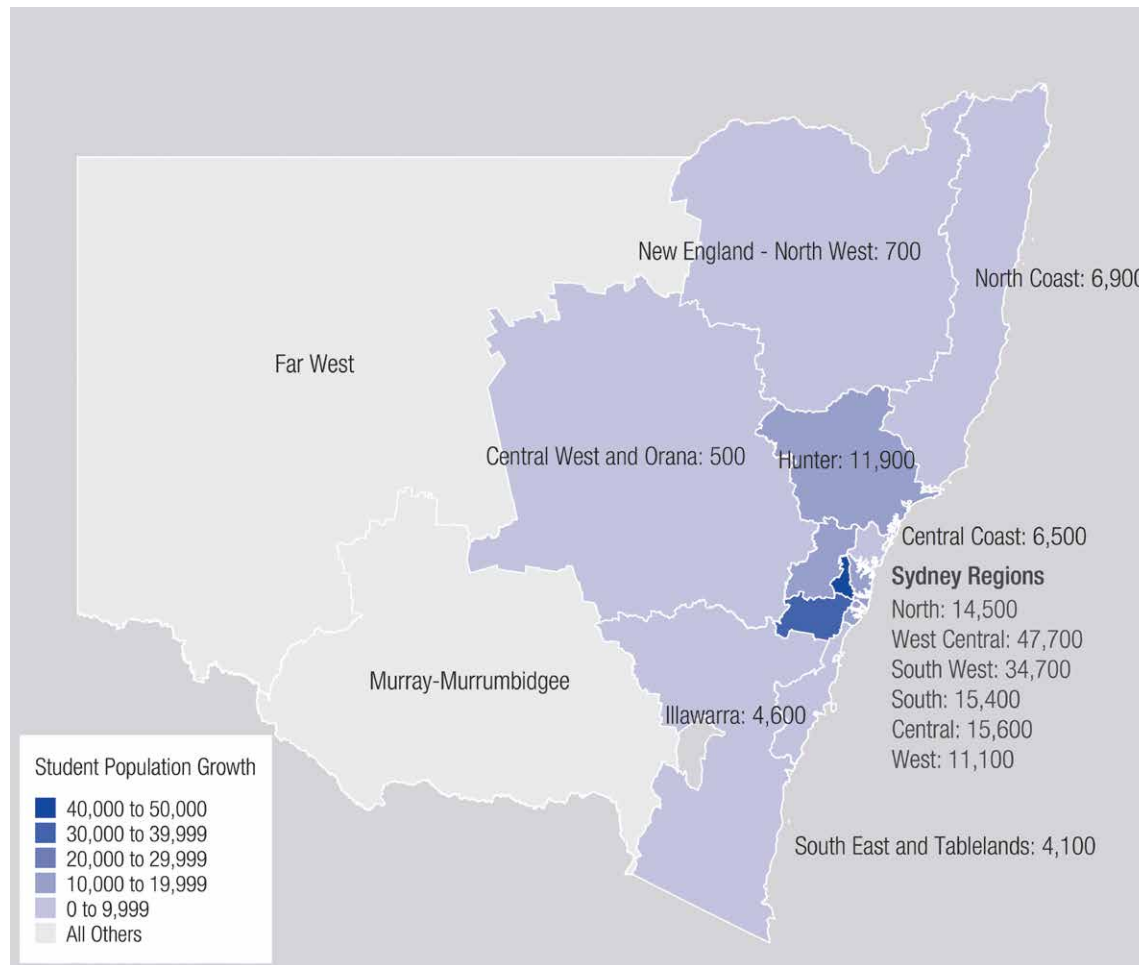 New England - North West: 700
North Coast: 6,900
Far West
Central West and Orana: 500
Hunter: 11,900
Central Coast: 6,500
Sydney Regions
North: 14,500
West Central: 47,700
South West: 34,700
South: 15,400
Central: 15,600
West: 11,100
Murray-Murrumbidgee
Illawarra: 4,600
South East and Tablelands: 4,100
Student Population Growth
40,000 to 50,000
30,000 to 39,999
20,000 to 29,999
10,000 to 19,999
0 to 9,999
All Others